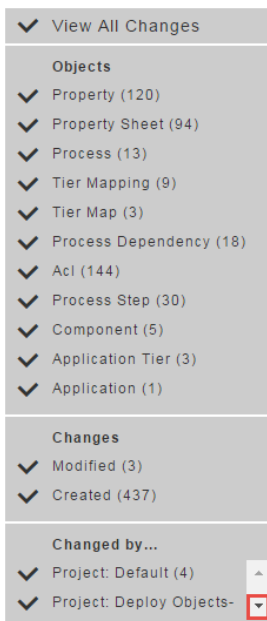 View All Changes
Objects
Property (120)
Property Sheet (94)
Process (13)
Tier Mapping (9)
Tier Map (3)
Process Dependency (18)
Acl (144)
Process Step (30)
Component (5)
Application Tier (3)
Application (1)
Changes
Modified (3)
Created (437)
Changed by...
Project: Default (4)
Project: Deploy Objects-